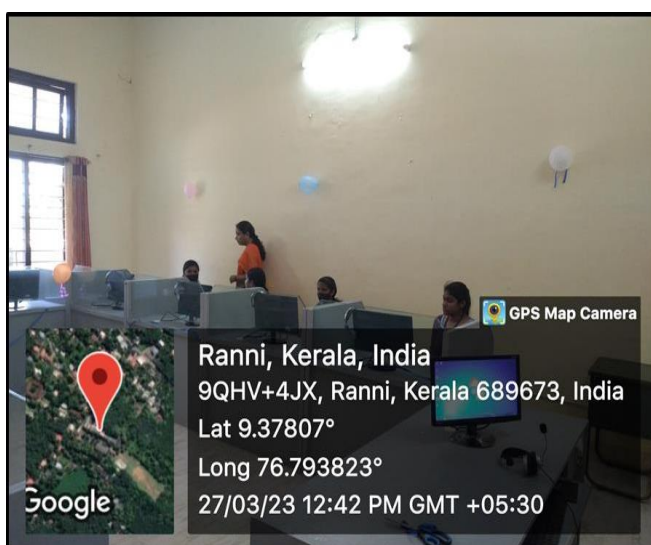 GPS Map Camera
Ranni, Kerala, India
9QHV+4JX, Ranni, Kerala 689673, India
Lat 9.37807°
Long 76.793823°
27/03/23 12:42 PM GMT +05:30
Google